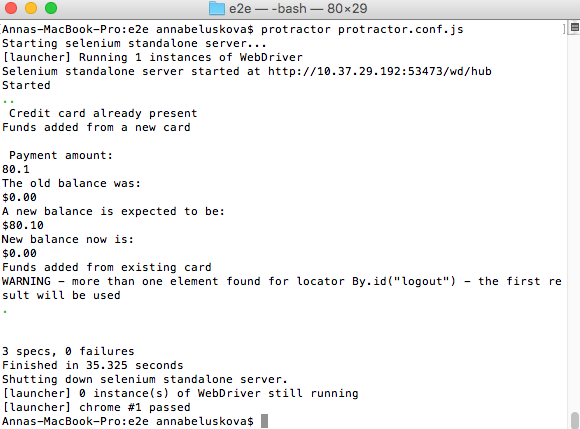 e2e — -bash — 80×29
[Annas-MacBook-Pro:e2e annabeluskova$ protractor protractor.conf.js ]
Starting selenium standalone server...
[launcher] Running 1 instances of WebDriver
Selenium standalone server started at http://10.37.29.192:53473/wd/hub
Started
..
Credit card already present
Funds added from a new card
Payment amount:
80.1
The old balance was:
$0.00
A new balance is expected to be:
$80.10
New balance now is:
$0.00
Funds added from existing card
WARNING - more than one element found for locator By.id("logout") - the first re
sult will be used
.
3 specs, 0 failures
Finished in 35.325 seconds
Shutting down selenium standalone server.
[launcher] 0 instance(s) of WebDriver still running
[launcher] chrome #1 passed
Annas-MacBook-Pro:e2e annabeluskova$